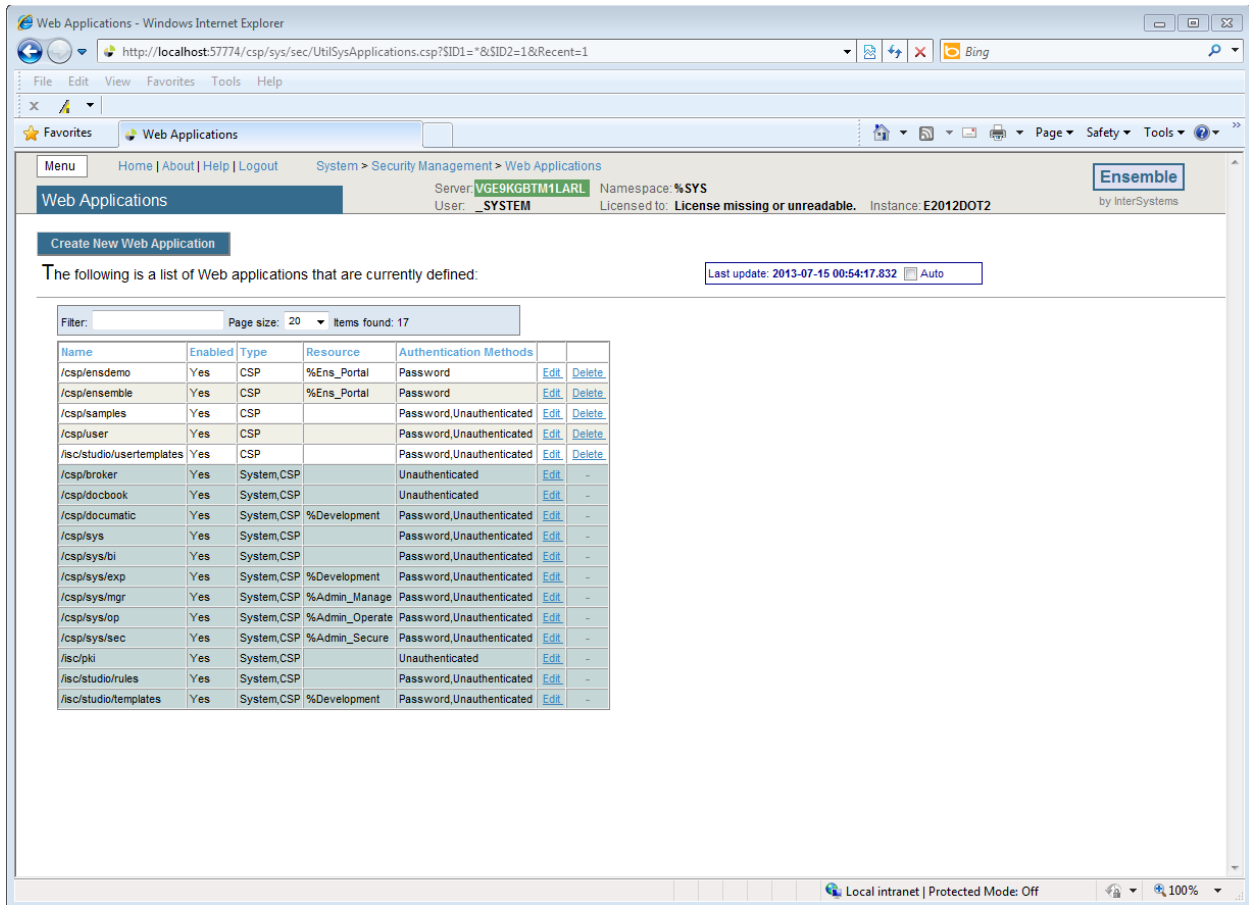 Web Applications - Windows Internet Explorer
http://localhost:57774/csp/sys/sec/UtilSysApplications.csp?$ID1=*&$ID2=1&Recent=1
Bing
File Edit View Favorites Tools Help
x
Favorites Web Applications Page Safety Tools
Menu Home | About | Help | Logout System > Security Management > Web Applications
Ensemble
by InterSystems
Server: VGE9KGBTM1LARL Namespace: %SYS
Web Applications
User: _SYSTEM Licensed to: License missing or unreadable. Instance: E2012DOT2
Create New Web Application
The following is a list of Web applications that are currently defined:
Last update: 2013-07-15 00:54:17.832 Auto
Filter: Page size: 20 Items found: 17
Name Enabled Type Resource Authentication Methods
/csp/ensdemo Yes CSP %Ens_Portal Password Edit Delete
/csp/ensemble Yes CSP %Ens_Portal Password Edit Delete
/csp/samples Yes CSP Password,Unauthenticated Edit Delete
/csp/user Yes CSP Password,Unauthenticated Edit Delete
/isc/studio/usertemplates Yes CSP Password,Unauthenticated Edit Delete
/csp/broker Yes System,CSP Unauthenticated Edit -
/csp/docbook Yes System,CSP Unauthenticated Edit -
/csp/documatic Yes System,CSP %Development Password,Unauthenticated Edit -
/csp/sys Yes System,CSP Password,Unauthenticated Edit -
/csp/sys/bi Yes System,CSP Password,Unauthenticated Edit -
/csp/sys/exp Yes System,CSP %Development Password,Unauthenticated Edit -
/csp/sys/mgr Yes System,CSP %Admin_Manage Password,Unauthenticated Edit -
/csp/sys/op Yes System,CSP %Admin_Operate Password,Unauthenticated Edit -
/csp/sys/sec Yes System,CSP %Admin_Secure Password,Unauthenticated Edit -
/isc/pki Yes System,CSP Unauthenticated Edit -
/isc/studio/rules Yes System,CSP Password,Unauthenticated Edit -
/isc/studio/templates Yes System,CSP %Development Password,Unauthenticated Edit -
Local intranet | Protected Mode: Off 100%